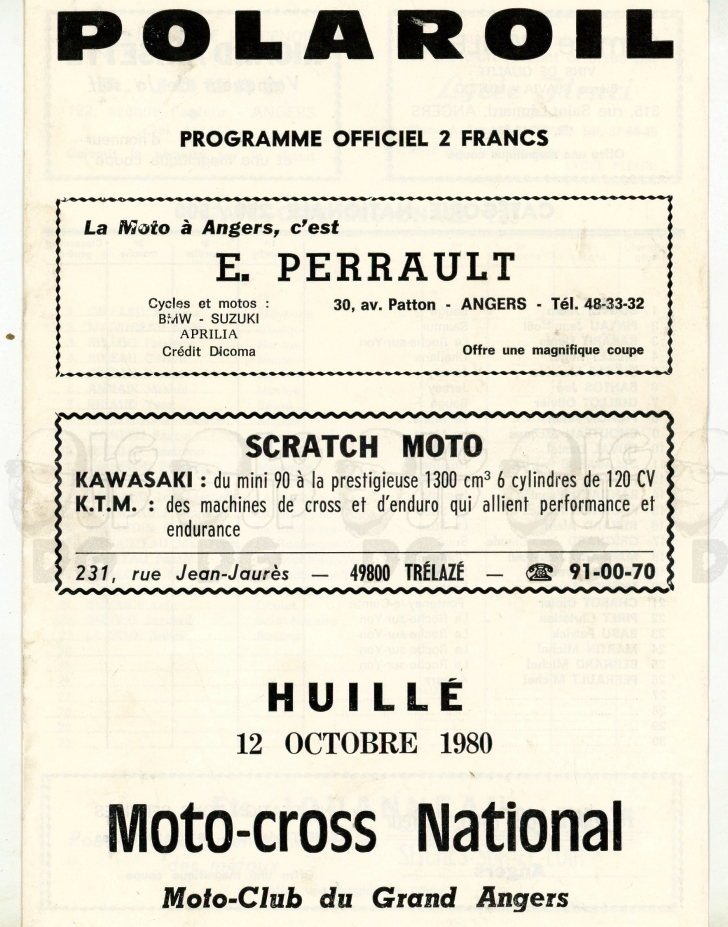 POLAROIL
PROGRAMME OFFICIEL 2 FRANCS
La Moto à Angers, c'est
E. PERRAULT
Cycles et motos :
BMW - SUZUKI
APRILIA
Crédit Dicoma
30, av. Patton - ANGERS - Tél. 48-33-32
Offre une magnifique coupe
SCRATCH MOTO
KAWASAKI : du mini 90 à la prestigieuse 1300 cm³ 6 cylindres de 120 CV
K.T.M. : des machines de cross et d'enduro qui allient performance et
endurance
231, rue Jean-Jaurès — 49800 TRÉLAZÉ — ☎ 91-00-70
HUILLÉ
12 OCTOBRE 1980
Moto-cross National
Moto-Club du Grand Angers